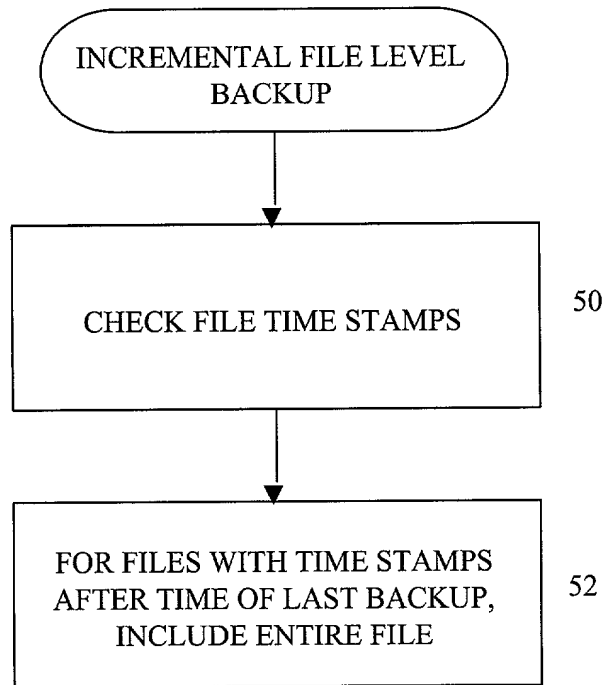 INCREMENTAL FILE LEVEL
BACKUP
CHECK FILE TIME STAMPS
50
FOR FILES WITH TIME STAMPS
AFTER TIME OF LAST BACKUP,
INCLUDE ENTIRE FILE
52